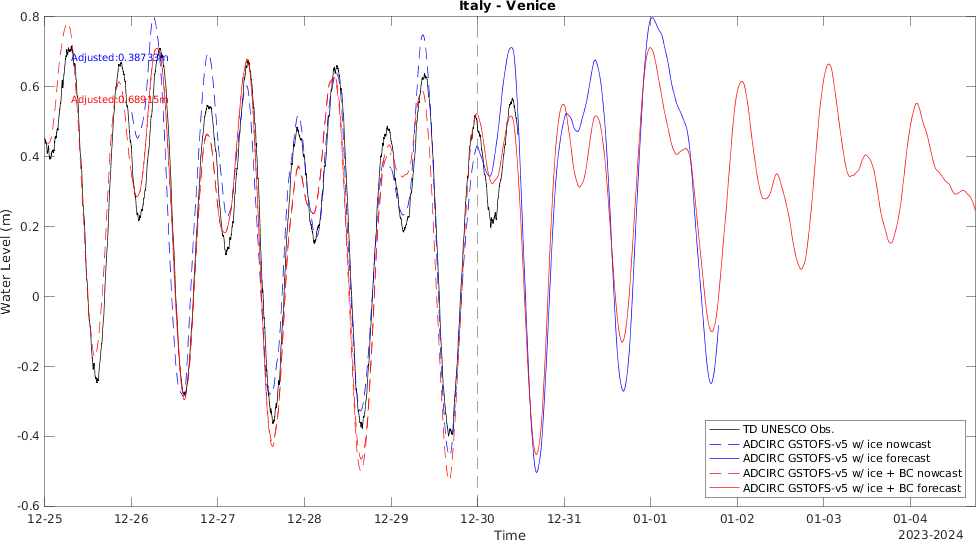 Italy - Venice
0.8
Adjusted:0.38733m
0.6
Adjusted:0.68915m
0.4
0.2
0
-0.2
-0.4
-0.6
Water Level (m)
TD UNESCO Obs.
ADCIRC GSTOFS-v5 w/ ice nowcast
ADCIRC GSTOFS-v5 w/ ice forecast
ADCIRC GSTOFS-v5 w/ ice + BC nowcast
ADCIRC GSTOFS-v5 w/ ice + BC forecast
12-25 12-26 12-27 12-28 12-29 12-30 12-31 01-01 01-02 01-03 01-04
Time
2023-2024